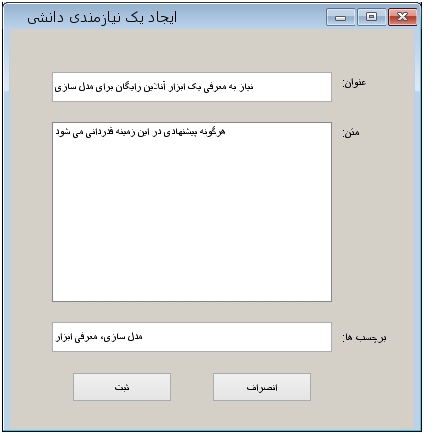 ایجاد یک نیازمندی دانشی
عنوان:
نیاز به معرفی یک ابزار آنلاین رایگان برای مدل سازی
متن:
هرگونه پیشنهادی در این زمینه قدردانی می شود
برچسب ها:
مدل سازی، معرفی ابزار
انصراف
ثبت